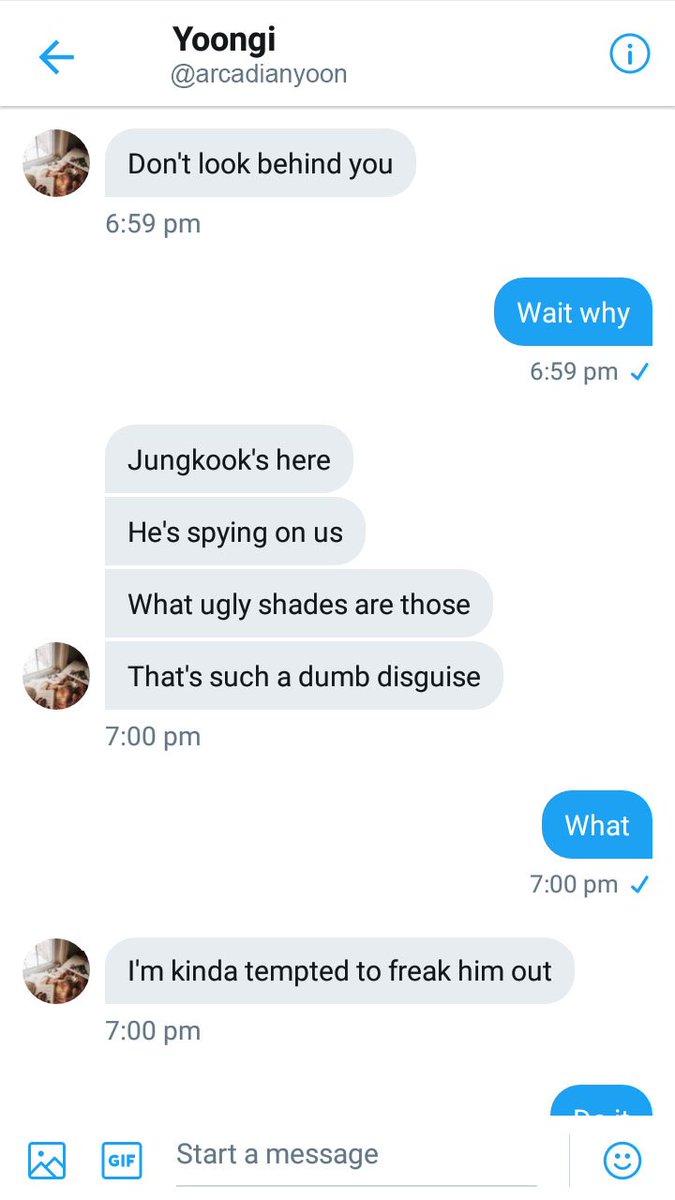 Yoongi
@arcadianyoon
Don't look behind you
6:59 pm
Wait why
6:59 pm
Jungkook's here
He's spying on us
What ugly shades are those
That's such a dumb disguise
7:00 pm
What
7:00 pm
I'm kinda tempted to freak him out
7:00 pm
Do it
GIF
Start a message